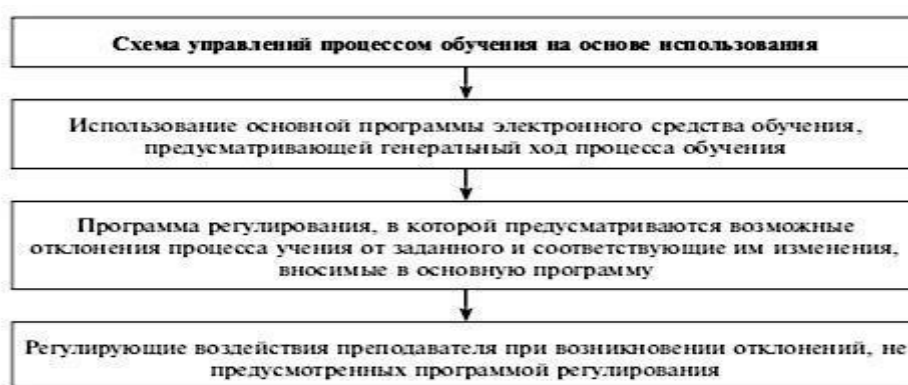 Схема управлений процессом обучения на основе использования
Использование основной программы электронного средства обучения,
предусматривающей генеральный ход процесса обучения
Программа регулирования, в которой предусматриваются возможные
отклонения процесса учения от заданного и соответствующие им изменения,
вносимые в основную программу
Регулирующие воздействия преподавателя при возникновении отклонений, не
предусмотренных программой регулирования